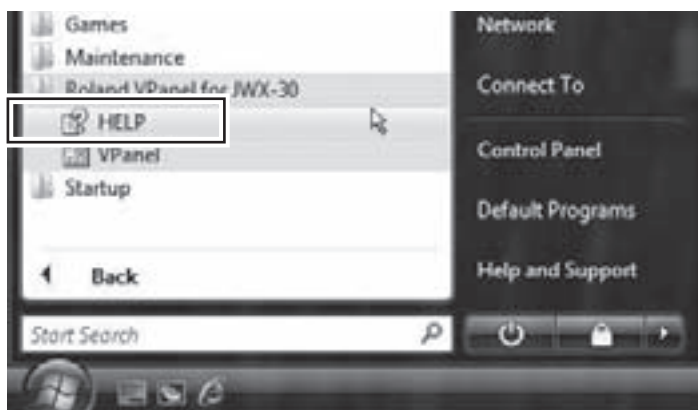 Games
Maintenance
Roland VPanel for JWX-30
HELP
VPanel
Startup
Back
Start Search
Network
Connect To
Control Panel
Default Programs
Help and Support